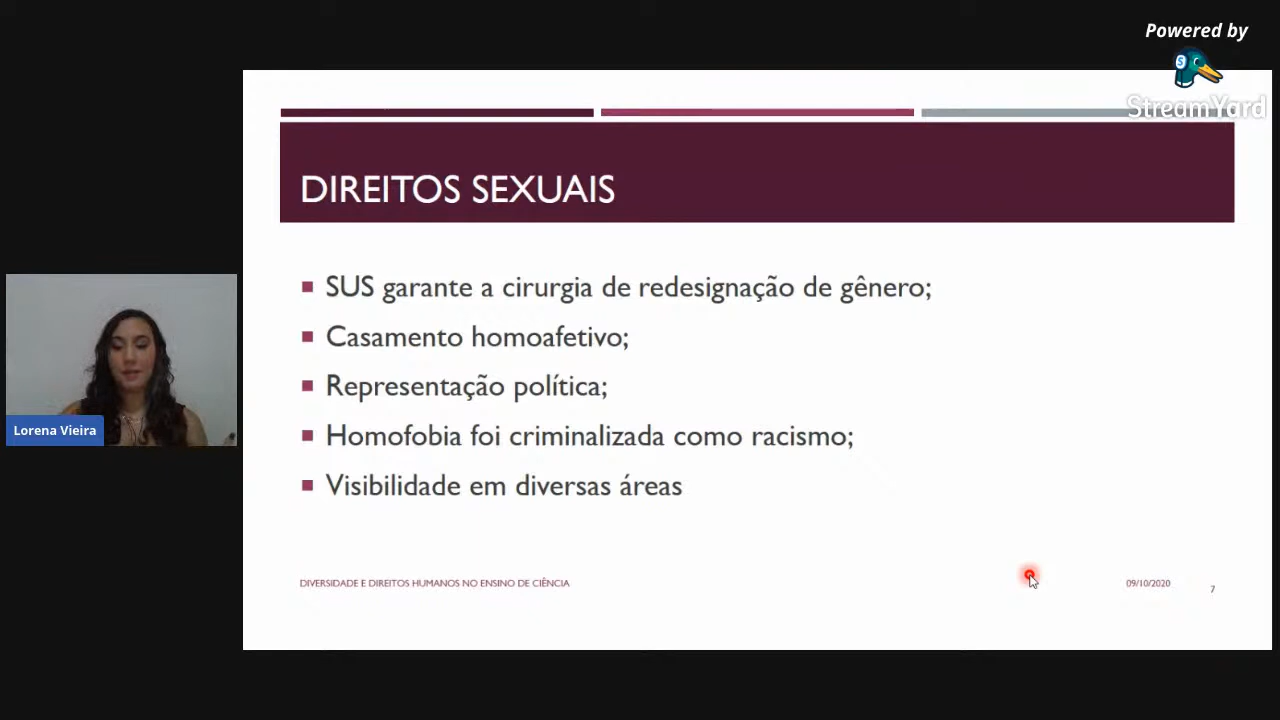 Powered by
StreamYard
DIREITOS SEXUAIS
SUS garante a cirurgia de redesignação de gênero;
Casamento homoafetivo;
Representação política;
Homofobia foi criminalizada como racismo;
Visibilidade em diversas áreas
Lorena Vieira
DIVERSIDADE E DIREITOS HUMANOS NO ENSINO DE CIÊNCIA
09/10/2020
7